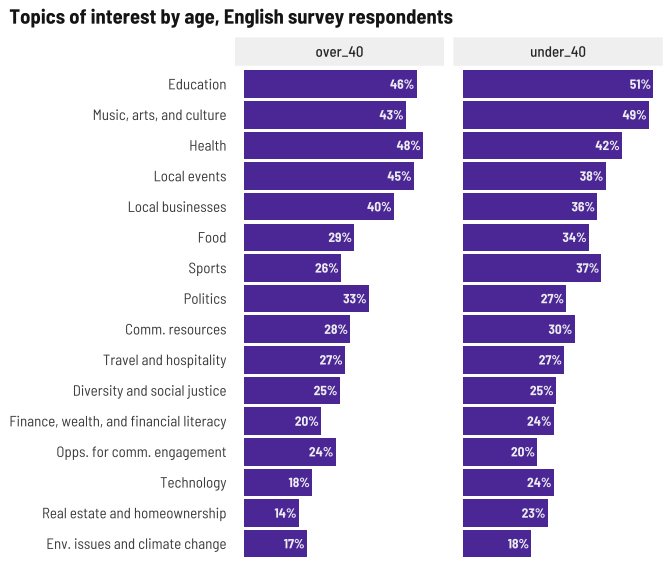 Topics of interest by age, English survey respondents
over_40 under_40
Education 46% 51%
Music, arts, and culture 43% 49%
Health 48% 42%
Local events 45% 38%
Local businesses 40% 36%
Food 29% 34%
Sports 26% 37%
Politics 33% 27%
Comm. resources 28% 30%
Travel and hospitality 27% 27%
Diversity and social justice 25% 25%
Finance, wealth, and financial literacy 20% 24%
Opps. for comm. engagement 24% 20%
Technology 18% 24%
Real estate and homeownership 14% 23%
Env. issues and climate change 17% 18%